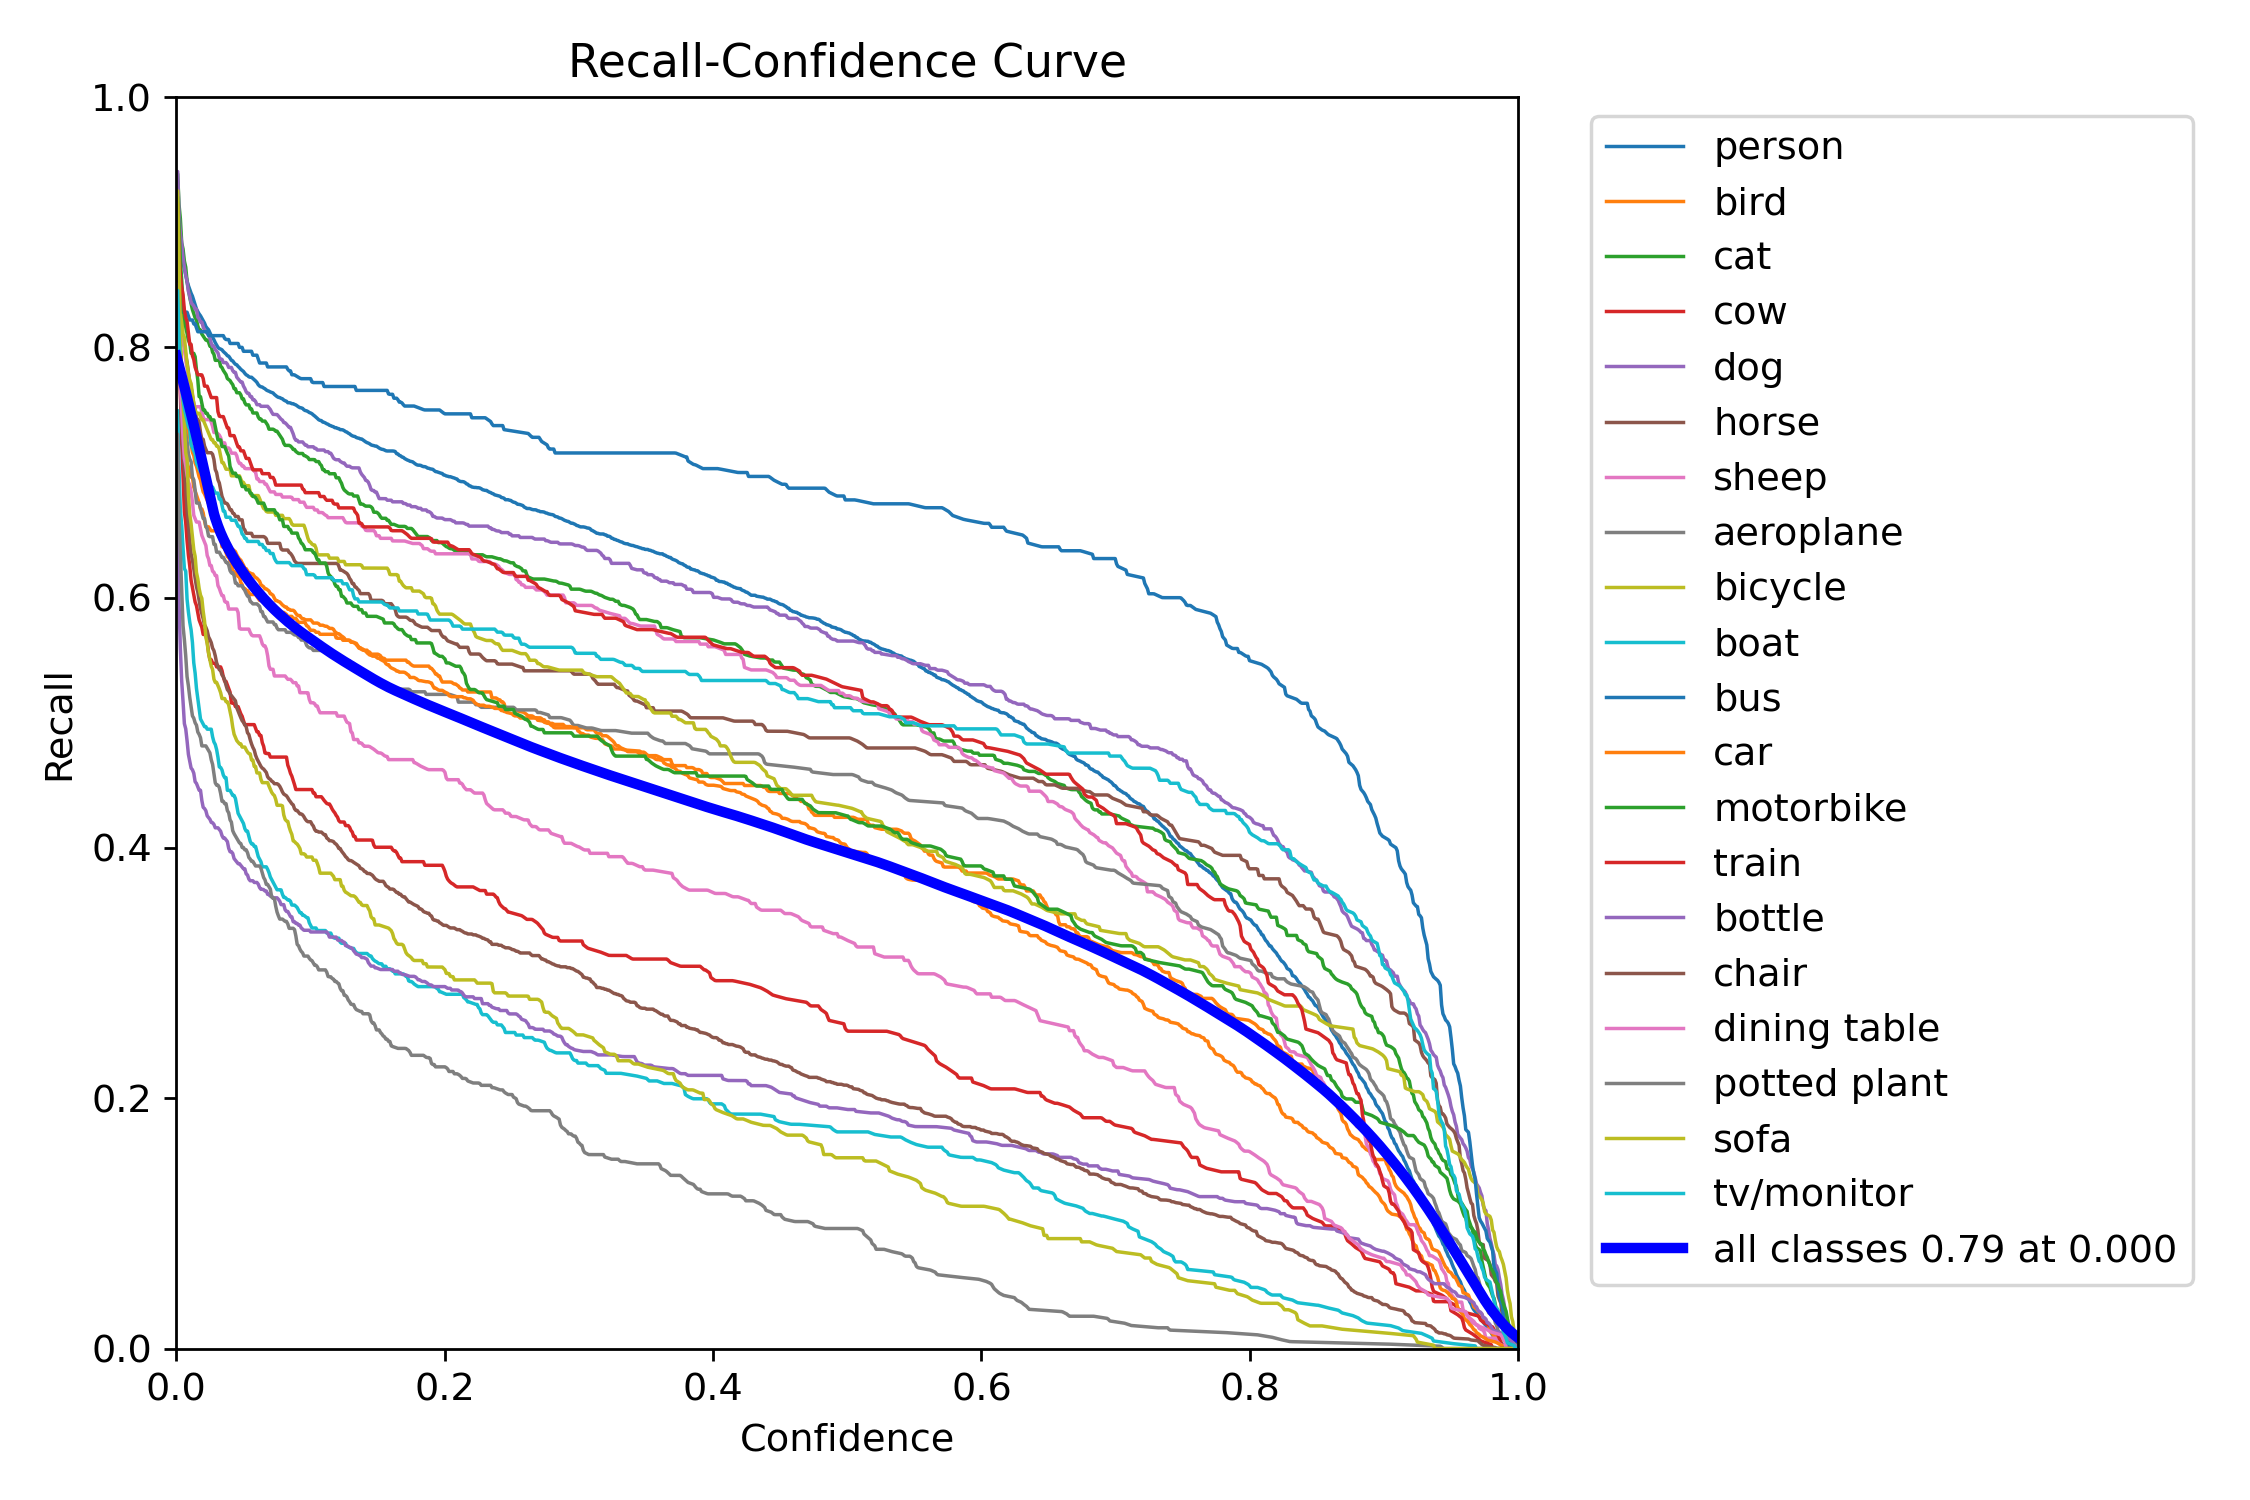 Recall-Confidence Curve
1.0
0.8
0.6
0.4
0.2
0.0
Recall
0.0 0.2 0.4 0.6 0.8 1.0
Confidence
person
bird
cat
cow
dog
horse
sheep
aeroplane
bicycle
boat
bus
car
motorbike
train
bottle
chair
dining table
potted plant
sofa
tv/monitor
all classes 0.79 at 0.000